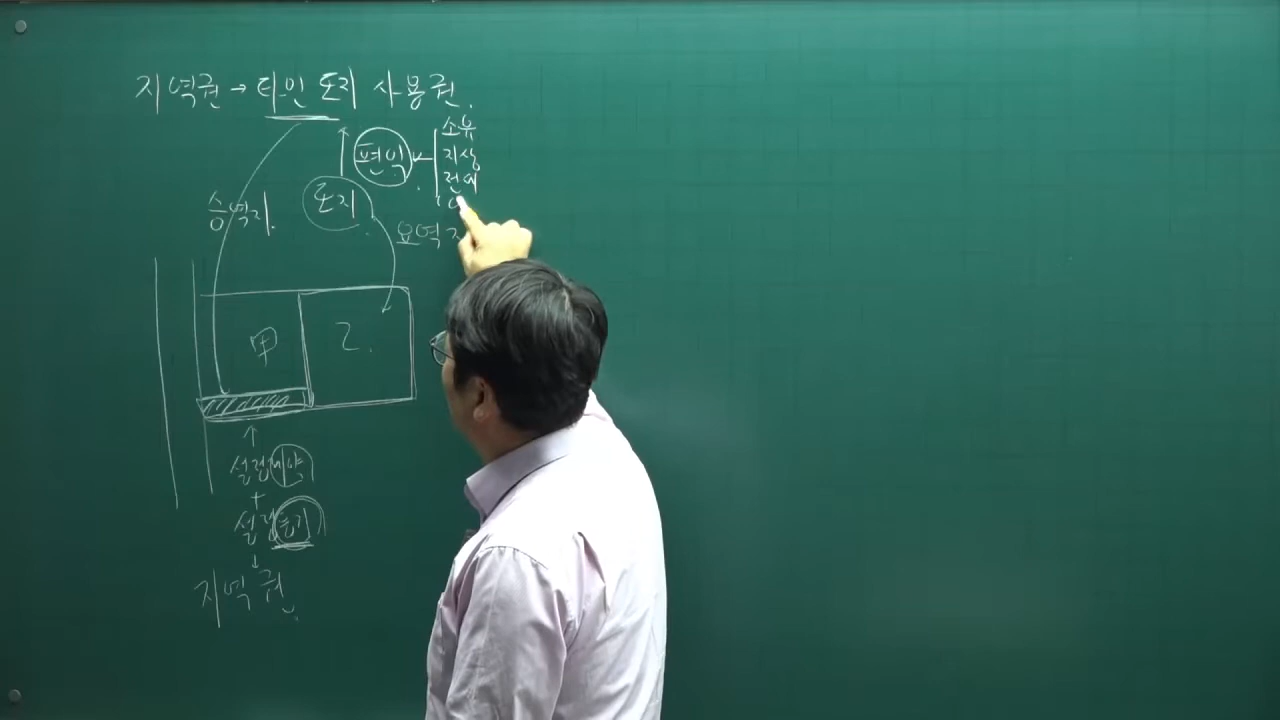 지역권 → 타인 토지 사용권.
소유
편익 ← 지상
전세
승역지. 토지.
요역
甲 乙.
설정계약
+
설정등기
↓
지역권